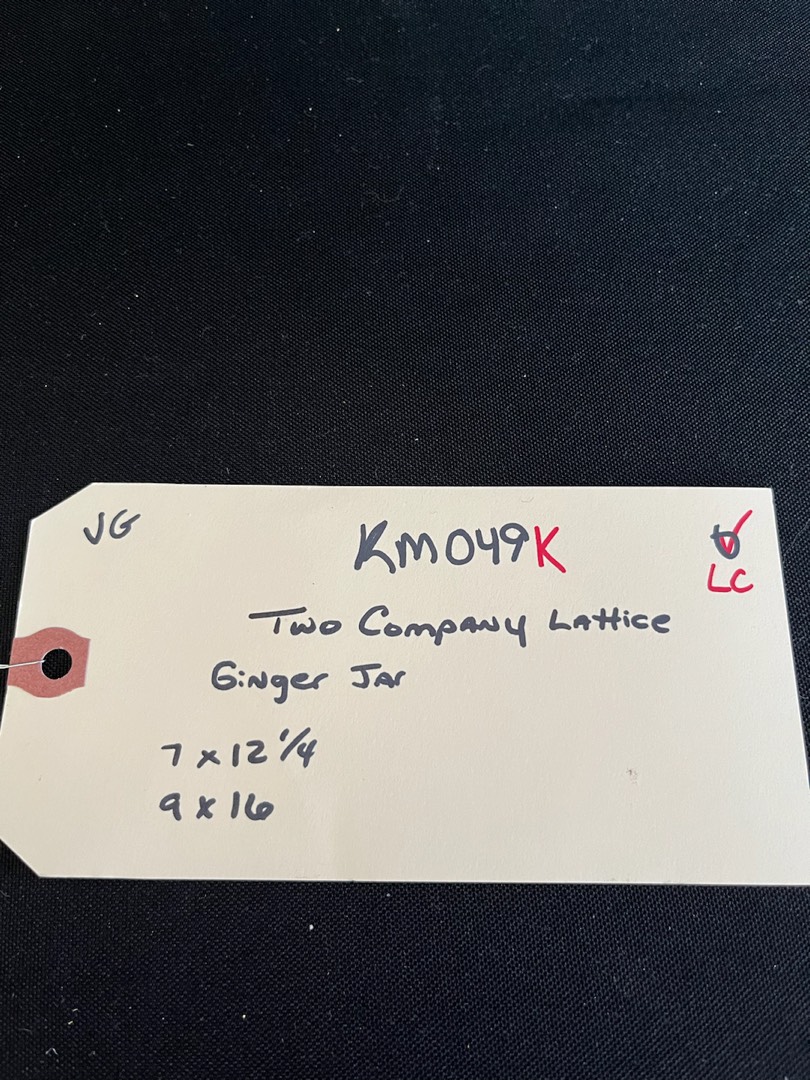 VG
KM049K
LC
Two Company Lattice
Ginger Jar
7 x 12 1/4
9 x 16